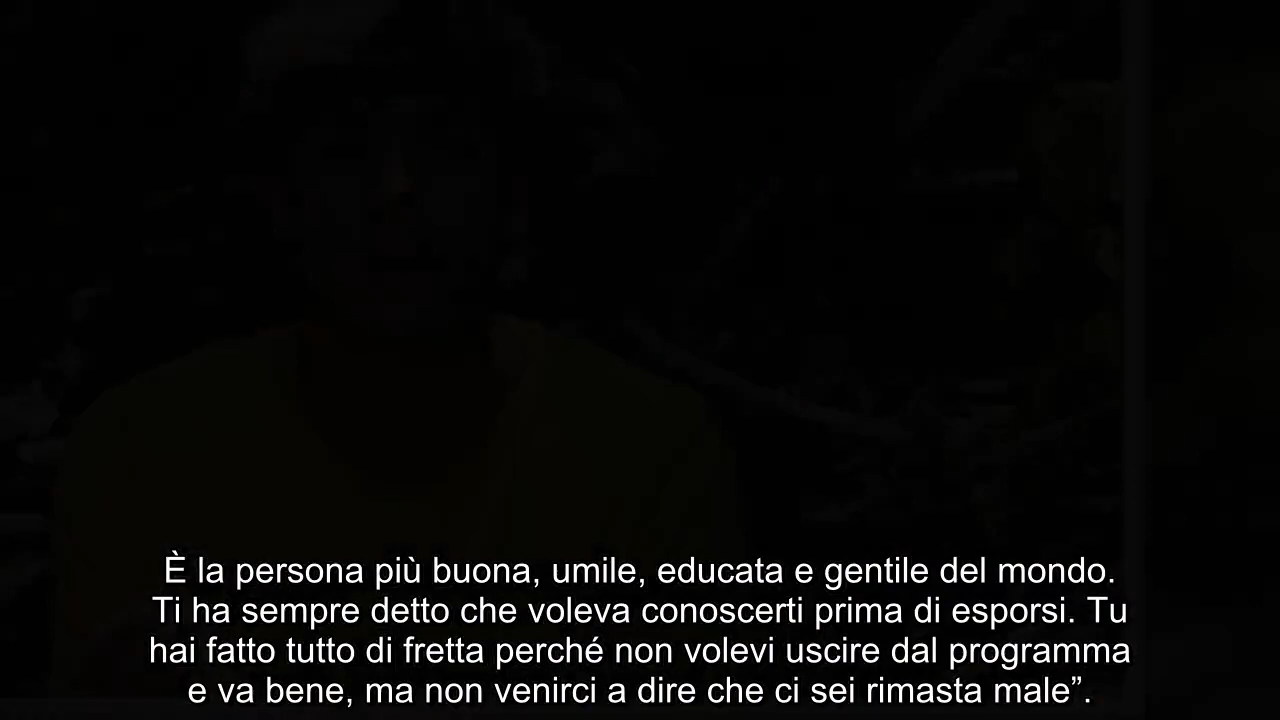 È la persona più buona, umile, educata e gentile del mondo.
Ti ha sempre detto che voleva conoscerti prima di esporsi. Tu
hai fatto tutto di fretta perché non volevi uscire dal programma
e va bene, ma non venirci a dire che ci sei rimasta male”.